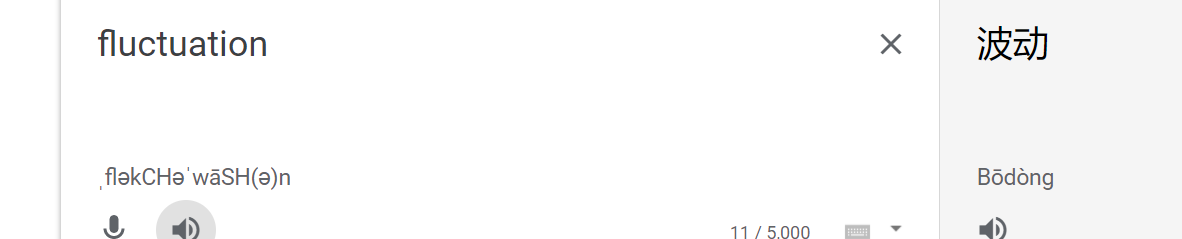 fluctuation
波动
ˌfləkCHəˈwāSH(ə)n
Bōdòng
11 / 5,000